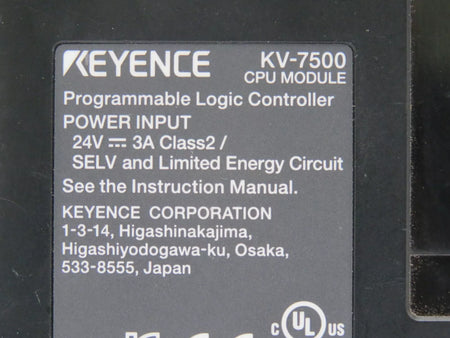 KEYENCE KV-7500
CPU MODULE
Programmable Logic Controller
POWER INPUT
24V ⎓ 3A Class2 /
SELV and Limited Energy Circuit
See the Instruction Manual.
KEYENCE CORPORATION
1-3-14, Higashinakajima,
Higashiyodogawa-ku, Osaka,
533-8555, Japan
c UL US